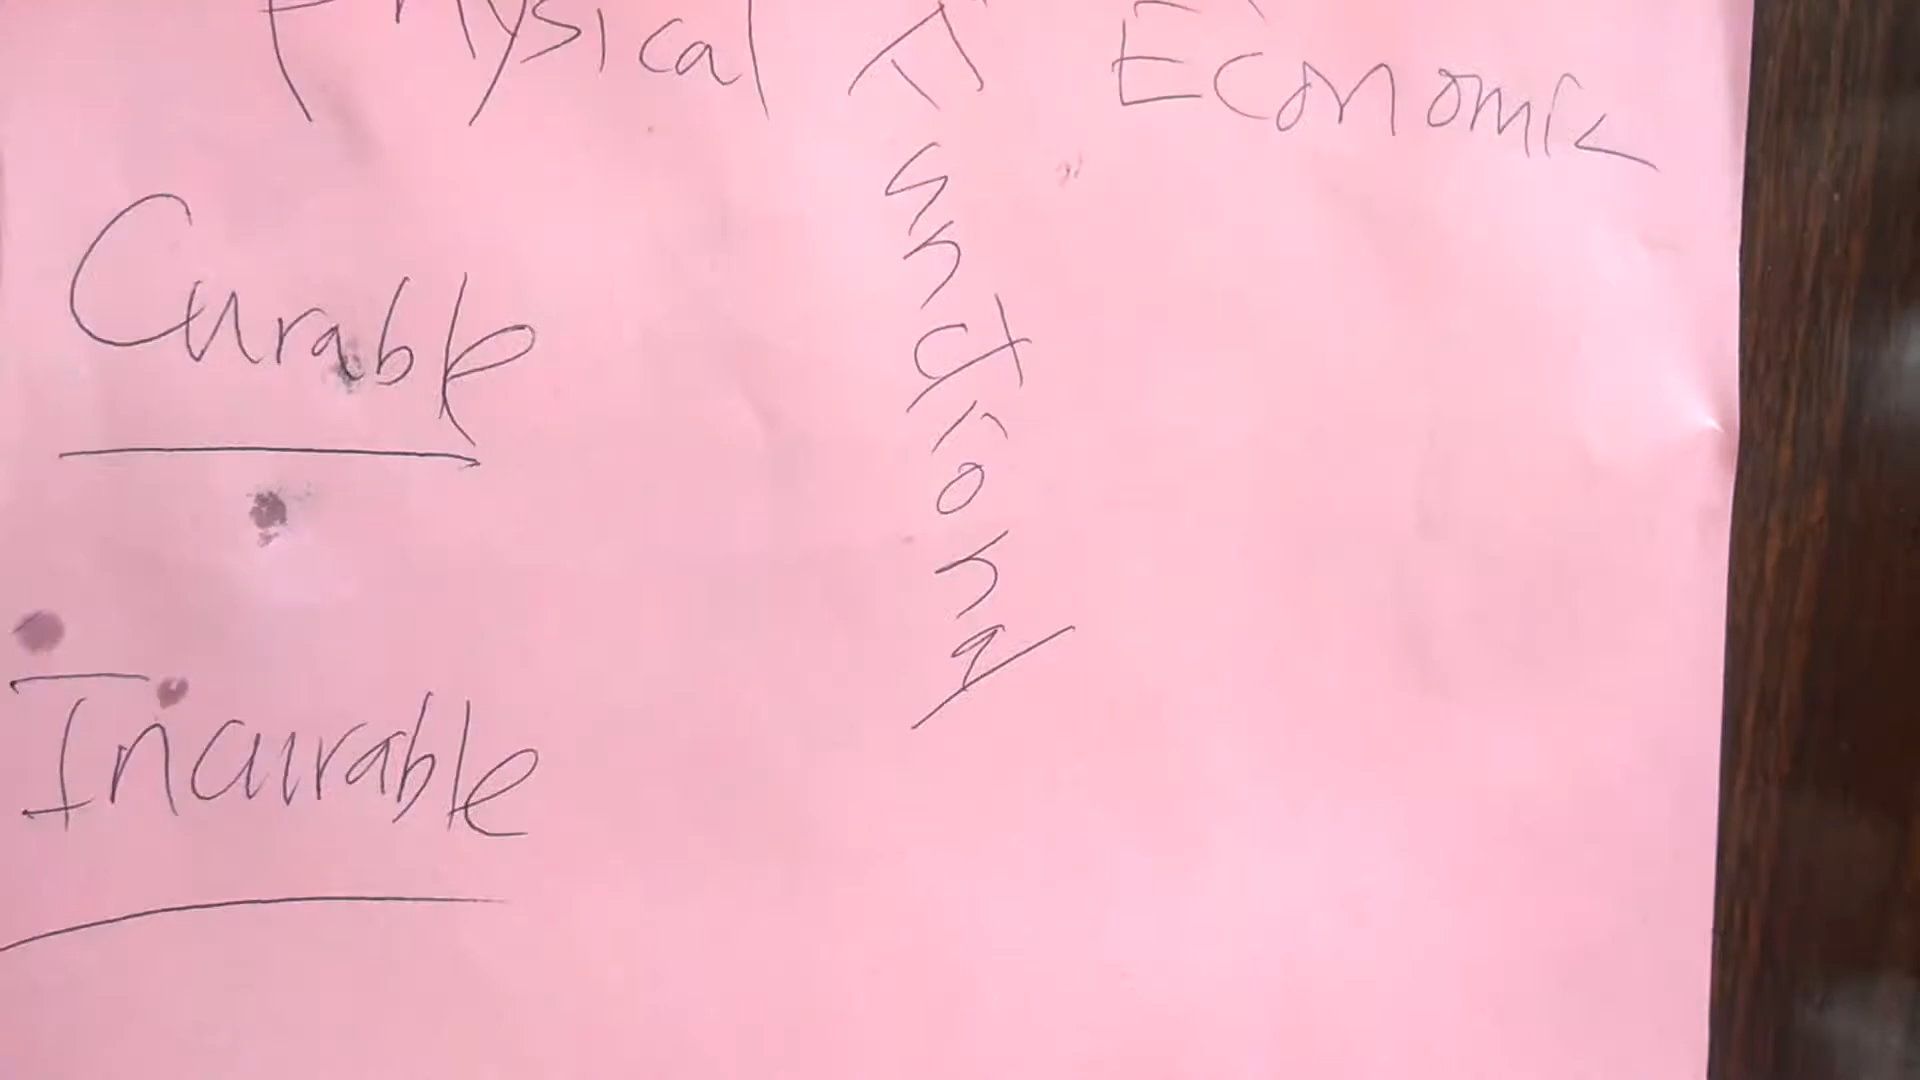 Physical
Functional
Economic
Curable
Incurable